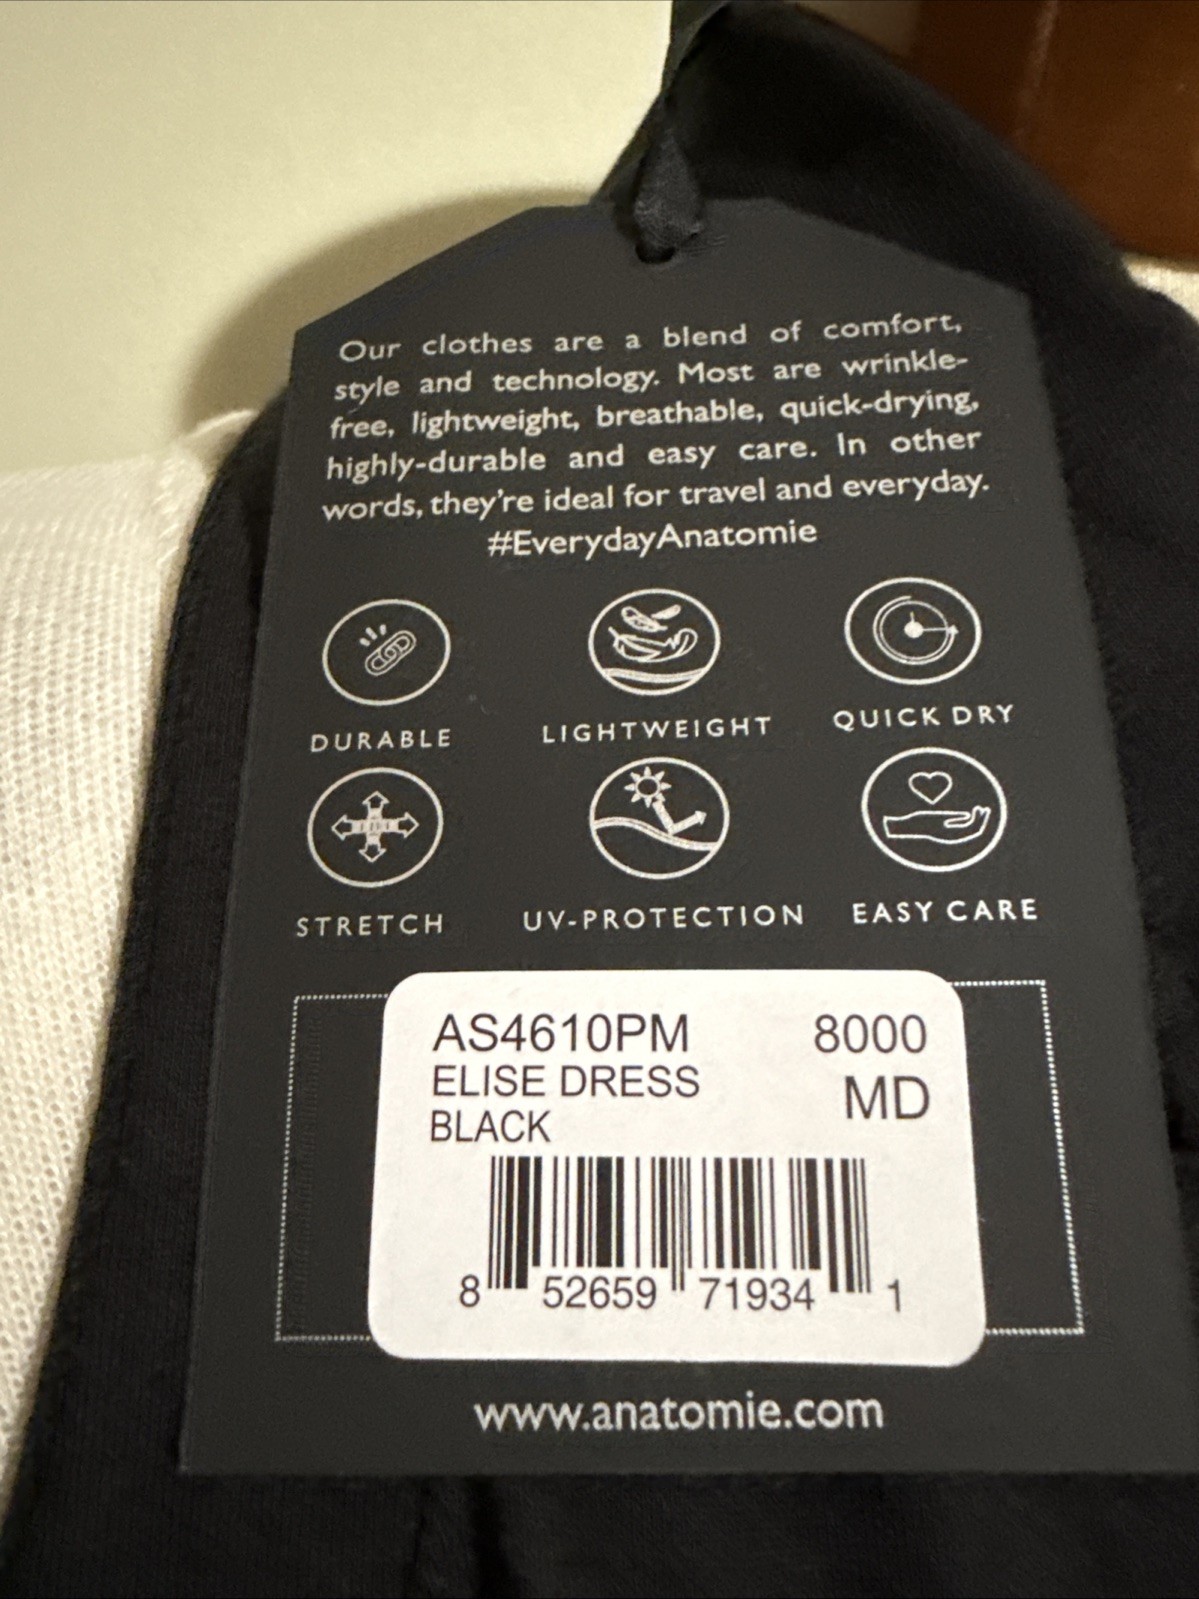 Our clothes are a blend of comfort,
style and technology. Most are wrinkle-
free, lightweight, breathable, quick-drying,
highly-durable and easy care. In other
words, they're ideal for travel and everyday.
#EverydayAnatomie
DURABLE LIGHTWEIGHT QUICK DRY
STRETCH UV-PROTECTION EASY CARE
AS4610PM 8000
ELISE DRESS MD
BLACK
8 52659 71934 1
www.anatomie.com